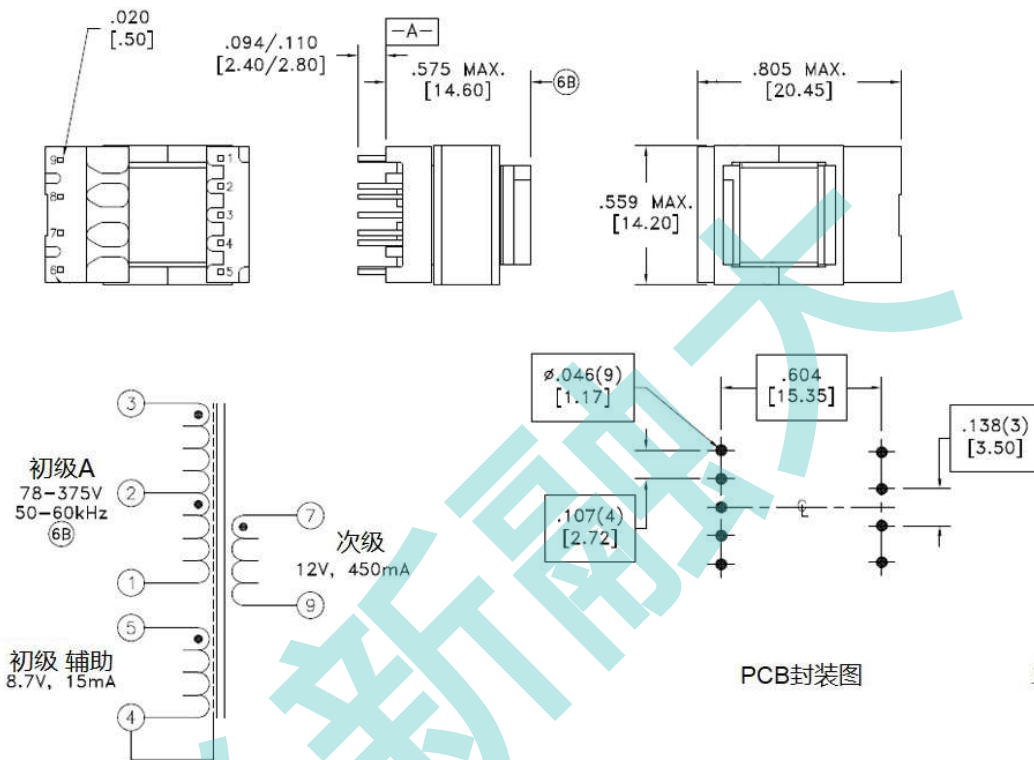 .020
[.50]
.094/.110
[2.40/2.80]
-A-
.575 MAX.
[14.60]
6B
.805 MAX.
[20.45]
9
8
7
6
1
2
3
4
5
.559 MAX.
[14.20]
3
初级A
78-375V
50-60kHz
6B
2
1
5
初级 辅助
8.7V, 15mA
4
7
次级
12V, 450mA
9
ø.046(9)
[1.17]
.604
[15.35]
.138(3)
[3.50]
.107(4)
[2.72]
℄
PCB封装图
新融大